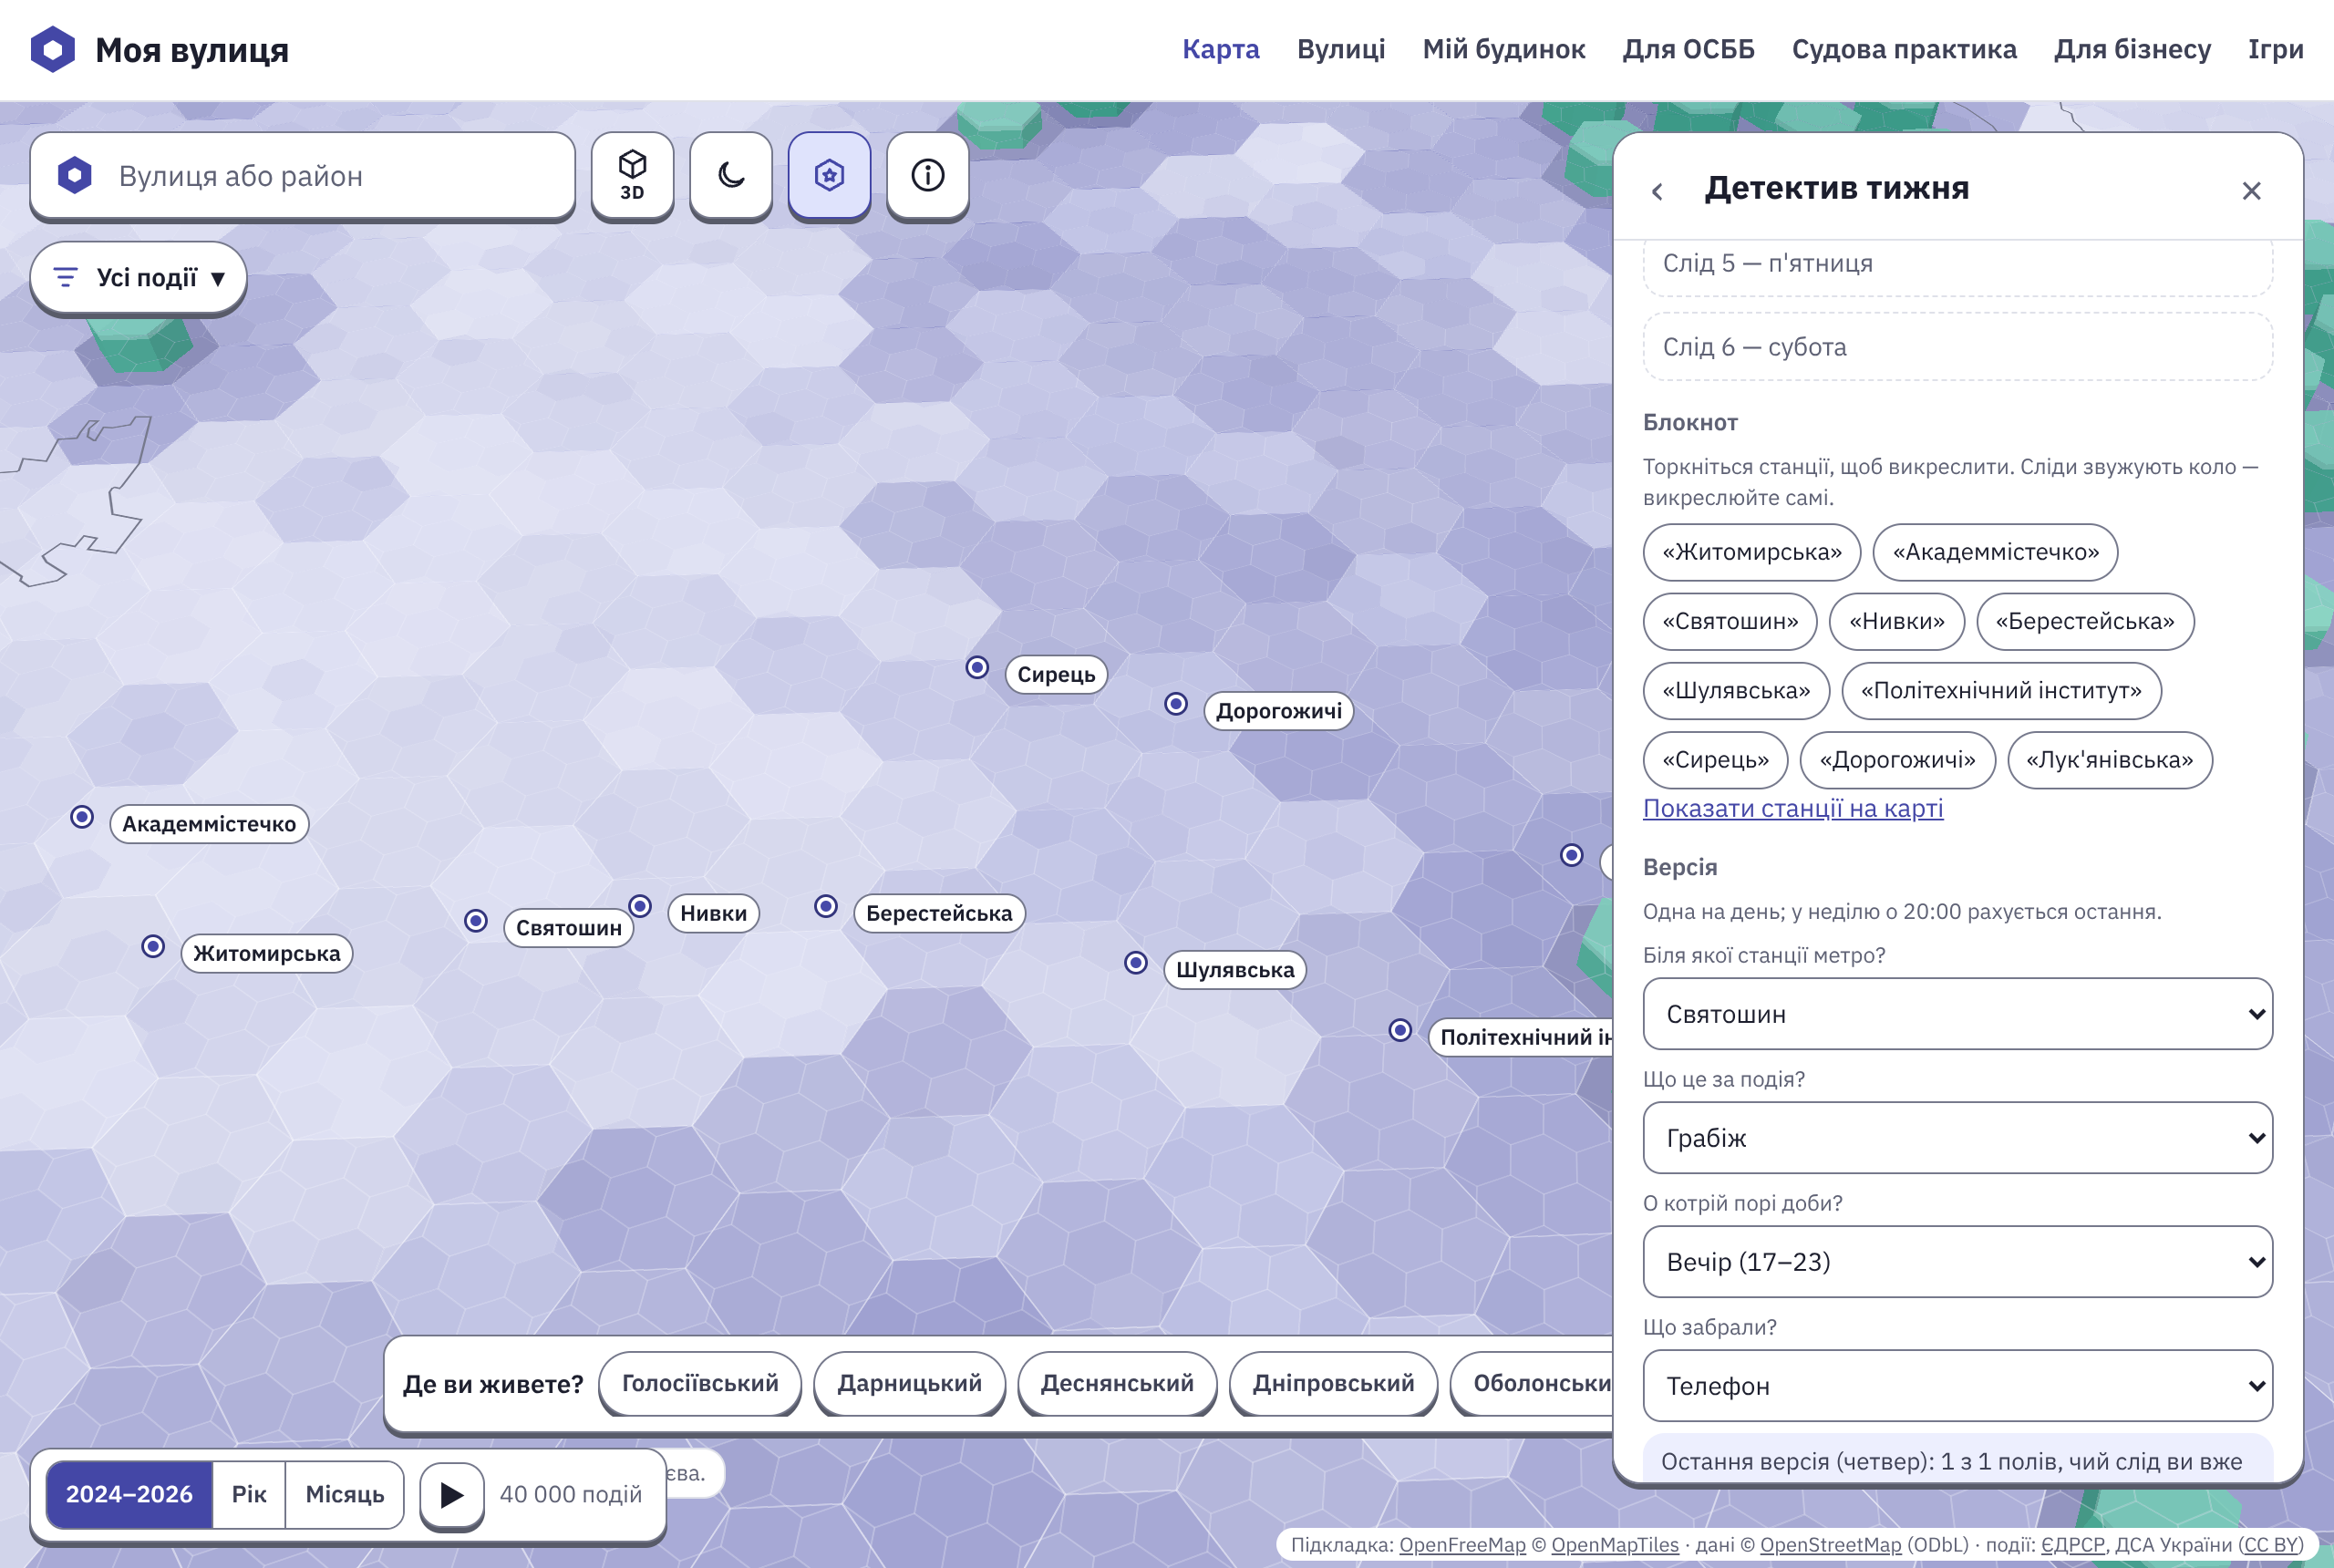 Моя вулиця
Карта Вулиці Мій будинок Для ОСББ Судова практика Для бізнесу Ігри
Вулиця або район
3D
Усі події ▼
Детектив тижня
Слід 5 — п'ятниця
Слід 6 — субота
Блокнот
Торкніться станції, щоб викреслити. Сліди звужують коло —
викреслюйте самі.
«Житомирська» «Академмістечко»
«Святошин» «Нивки» «Берестейська»
«Шулявська» «Політехнічний інститут»
«Сирець» «Дорогожичі» «Лук'янівська»
Показати станції на карті
Версія
Одна на день; у неділю о 20:00 рахується остання.
Біля якої станції метро?
Святошин
Що це за подія?
Грабіж
О котрій порі доби?
Вечір (17–23)
Що забрали?
Телефон
Остання версія (четвер): 1 з 1 полів, чий слід ви вже
Сирець
Дорогожичі
Академмістечко
Святошин
Нивки
Берестейська
Житомирська
Шулявська
Політехнічний ін
Де ви живете? Голосіївський Дарницький Деснянський Дніпровський Оболонськи
2024–2026 Рік Місяць 40 000 подій
єва.
Підкладка: OpenFreeMap © OpenMapTiles · дані © OpenStreetMap (ODbL) · події: ЄДРСР, ДСА України (CC BY)